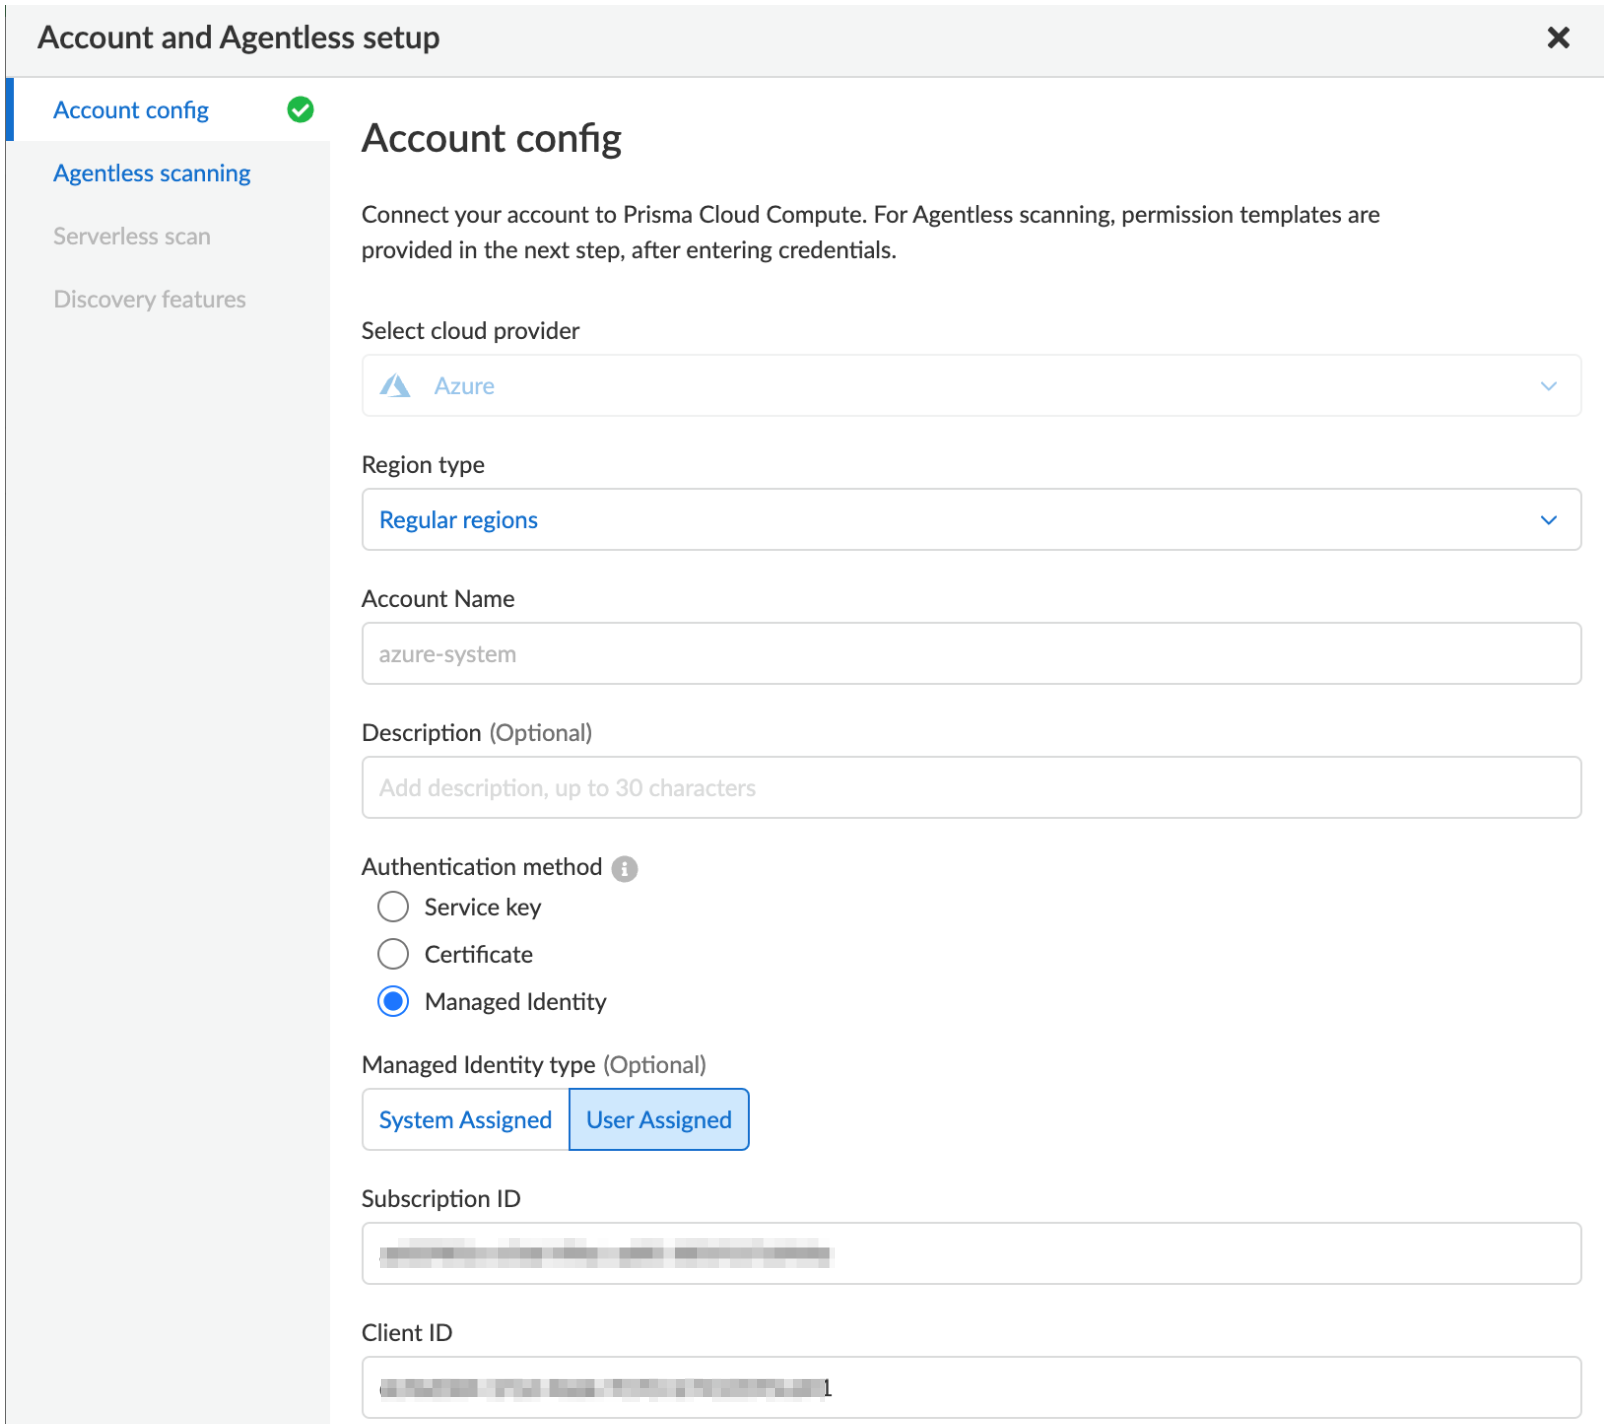 Account and Agentless setup
Account config
Agentless scanning
Serverless scan
Discovery features
Account config
Connect your account to Prisma Cloud Compute. For Agentless scanning, permission templates are
provided in the next step, after entering credentials.
Select cloud provider
Azure
Region type
Regular regions
Account Name
azure-system
Description (Optional)
Add description, up to 30 characters
Authentication method
Service key
Certificate
Managed Identity
Managed Identity type (Optional)
System Assigned
User Assigned
Subscription ID
Client ID